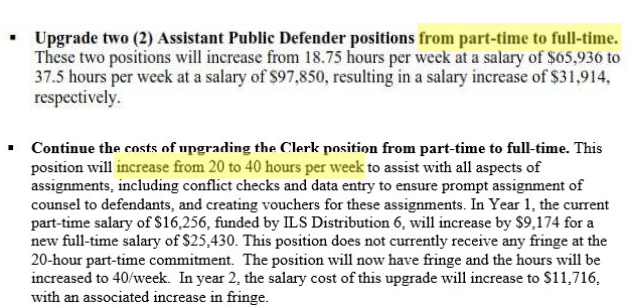 ▪ Upgrade two (2) Assistant Public Defender positions from part-time to full-time.
These two positions will increase from 18.75 hours per week at a salary of $65,936 to
37.5 hours per week at a salary of $97,850, resulting in a salary increase of $31,914,
respectively.
▪ Continue the costs of upgrading the Clerk position from part-time to full-time. This
position will increase from 20 to 40 hours per week to assist with all aspects of
assignments, including conflict checks and data entry to ensure prompt assignment of
counsel to defendants, and creating vouchers for these assignments. In Year 1, the current
part-time salary of $16,256, funded by ILS Distribution 6, will increase by $9,174 for a
new full-time salary of $25,430. This position does not currently receive any fringe at the
20-hour part-time commitment. The position will now have fringe and the hours will be
increased to 40/week. In year 2, the salary cost of this upgrade will increase to $11,716,
with an associated increase in fringe.